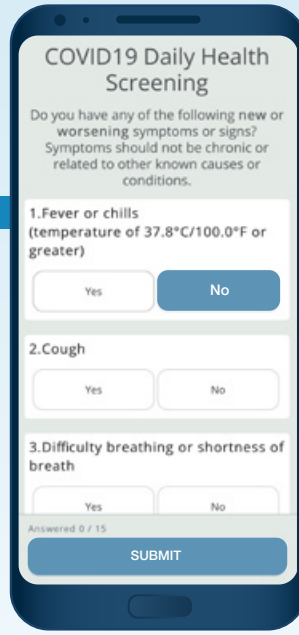 COVID19 Daily Health
Screening
Do you have any of the following new or
worsening symptoms or signs?
Symptoms should not be chronic or
related to other known causes or
conditions.
1.Fever or chills
(temperature of 37.8°C/100.0°F or
greater)
Yes
No
2.Cough
Yes
No
3.Difficulty breathing or shortness of
breath
Yes
No
Answered 0 / 15
SUBMIT